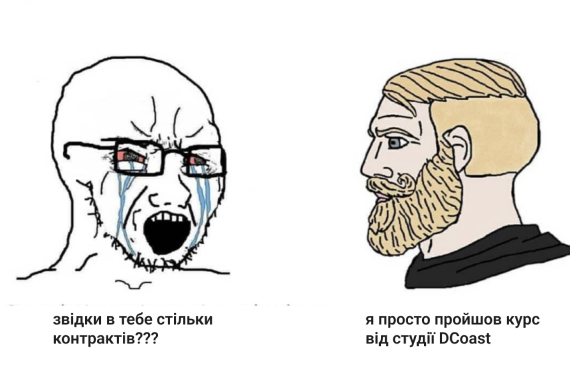 звідки в тебе стільки
контрактів???
я просто пройшов курс
від студії DCoast